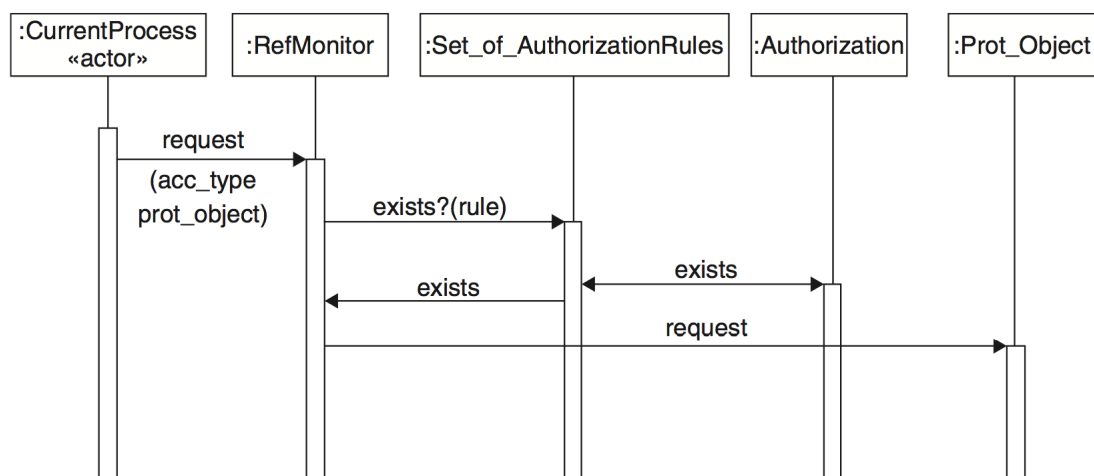 :CurrentProcess
«actor»
:RefMonitor
:Set_of_AuthorizationRules
:Authorization
:Prot_Object
request
(acc_type
prot_object)
exists?(rule)
exists
exists
request